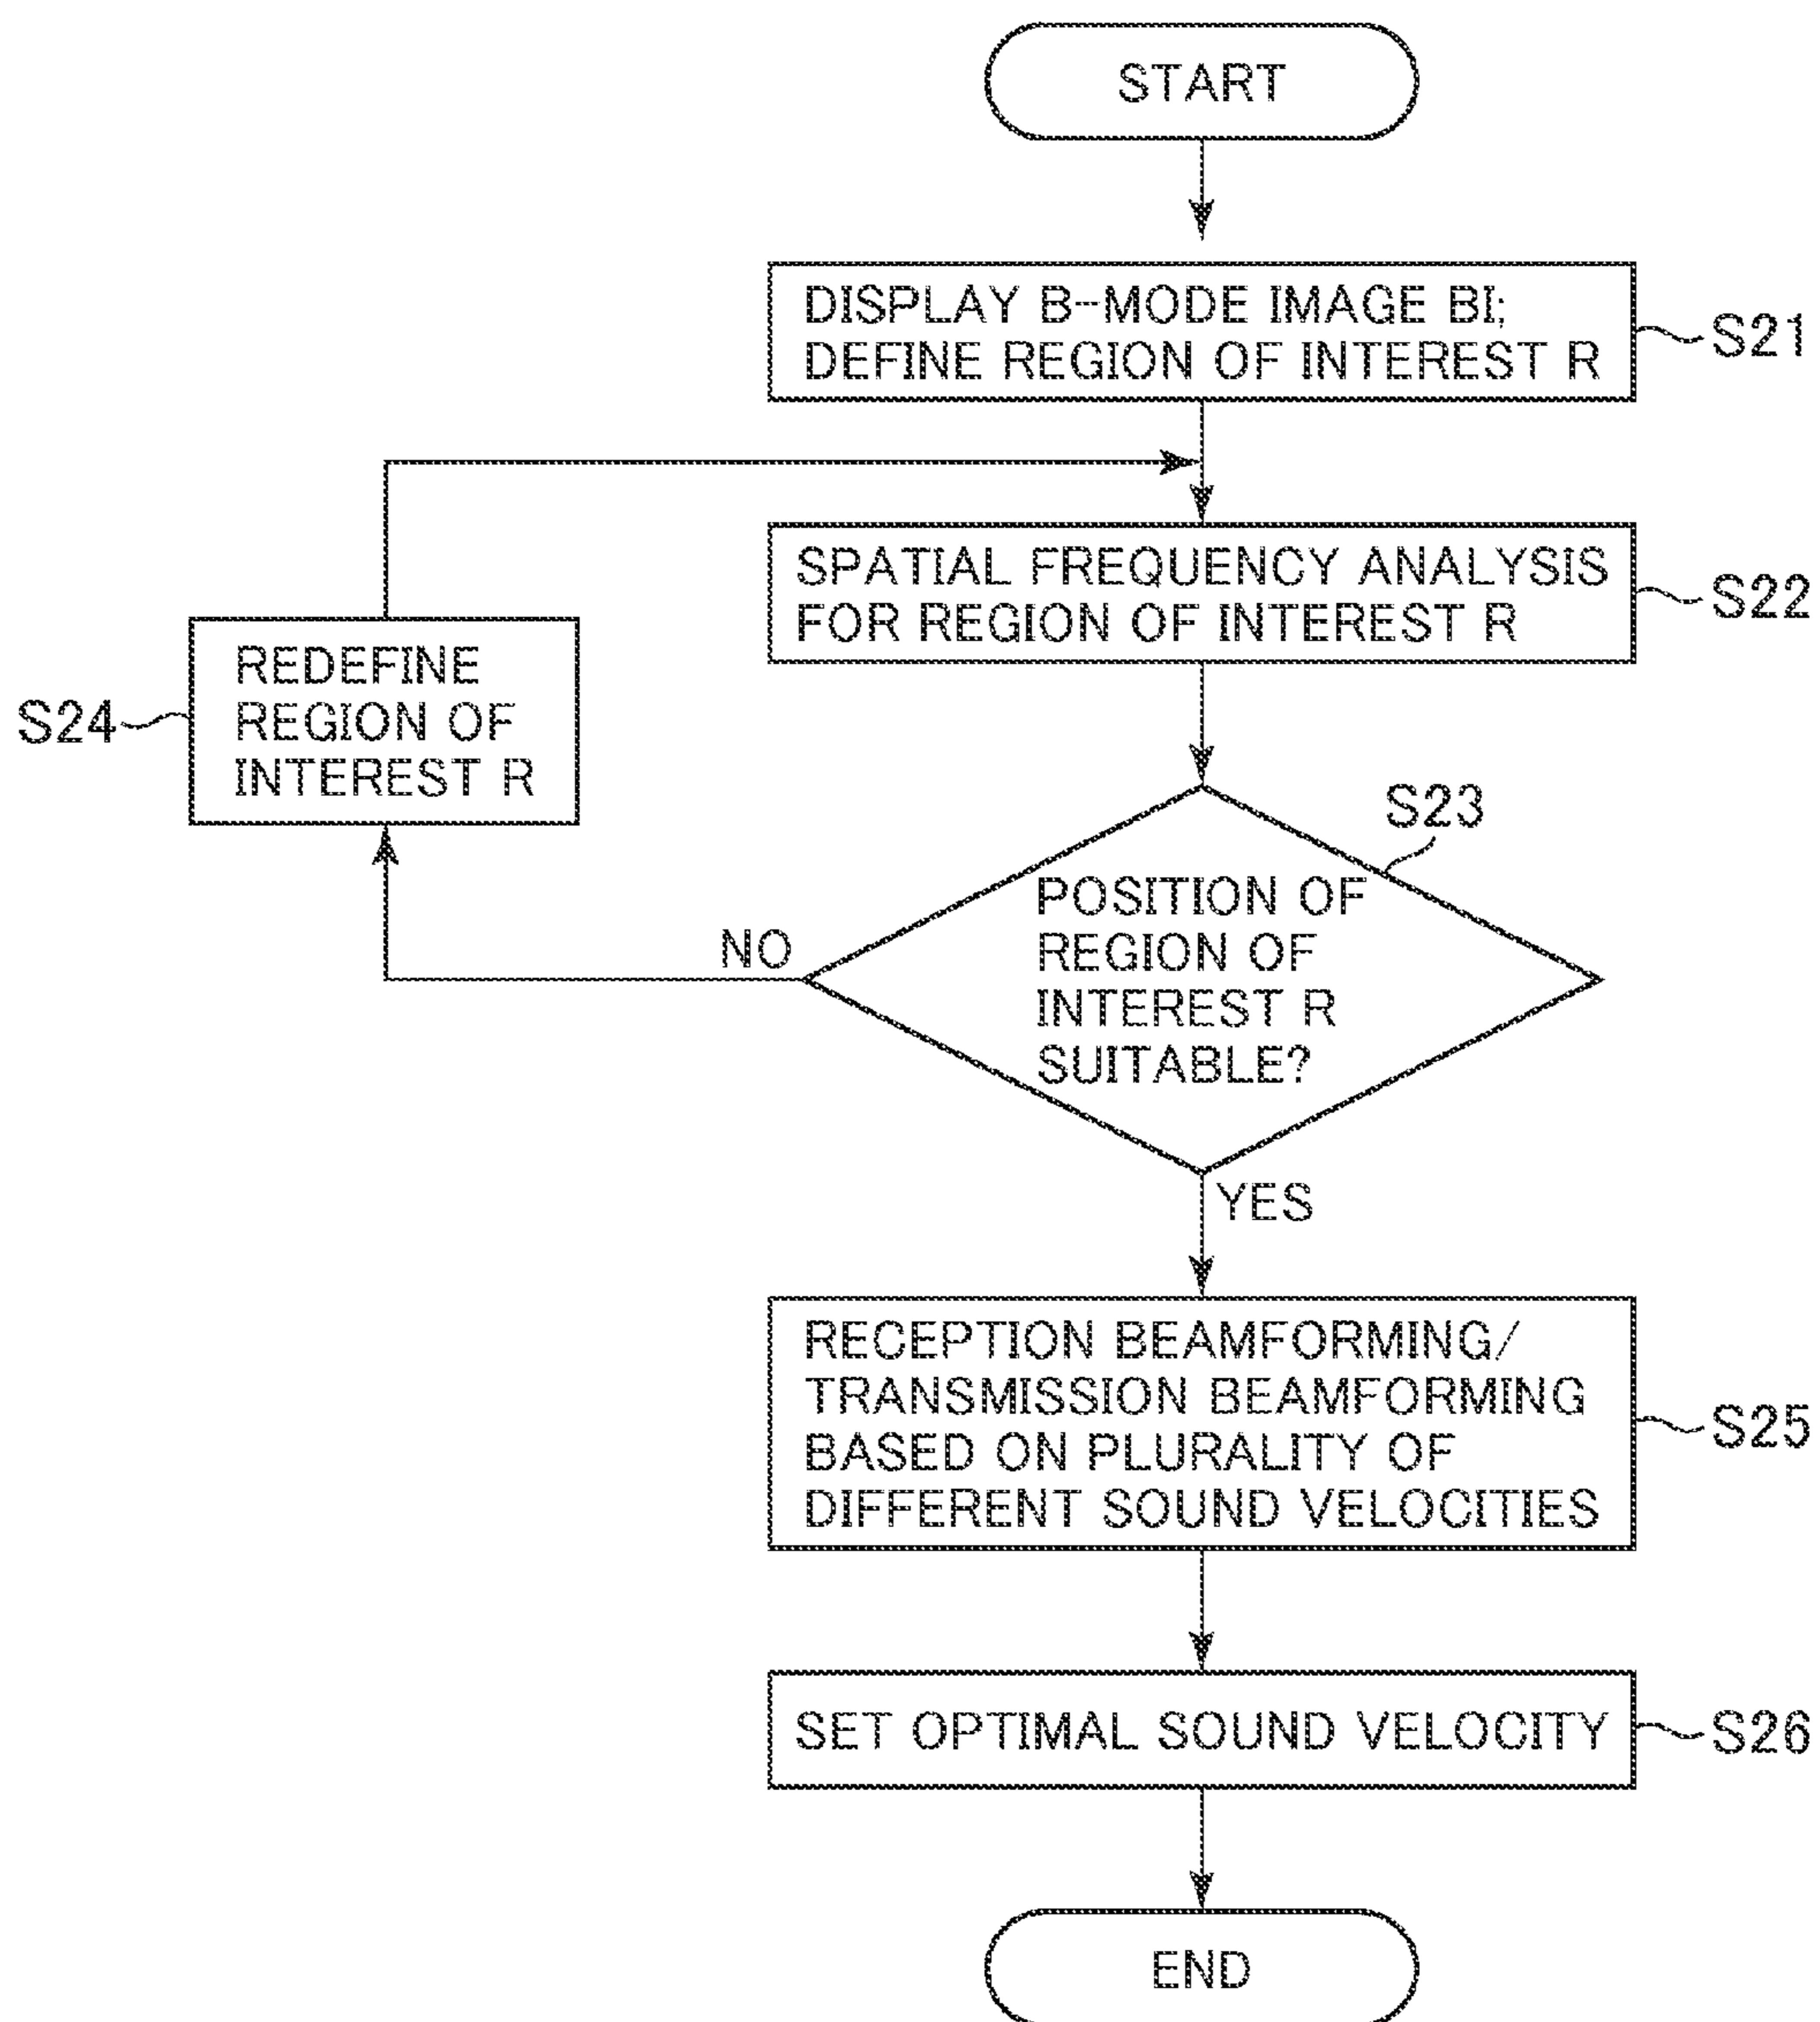 START
DISPLAY B-MODE IMAGE BI;
DEFINE REGION OF INTEREST R
S21
SPATIAL FREQUENCY ANALYSIS
FOR REGION OF INTEREST R
S22
REDEFINE
REGION OF
INTEREST R
S24
S23
POSITION OF
REGION OF
INTEREST R
SUITABLE?
NO
YES
RECEPTION BEAMFORMING/
TRANSMISSION BEAMFORMING
BASED ON PLURALITY OF
DIFFERENT SOUND VELOCITIES
S25
SET OPTIMAL SOUND VELOCITY
S26
END